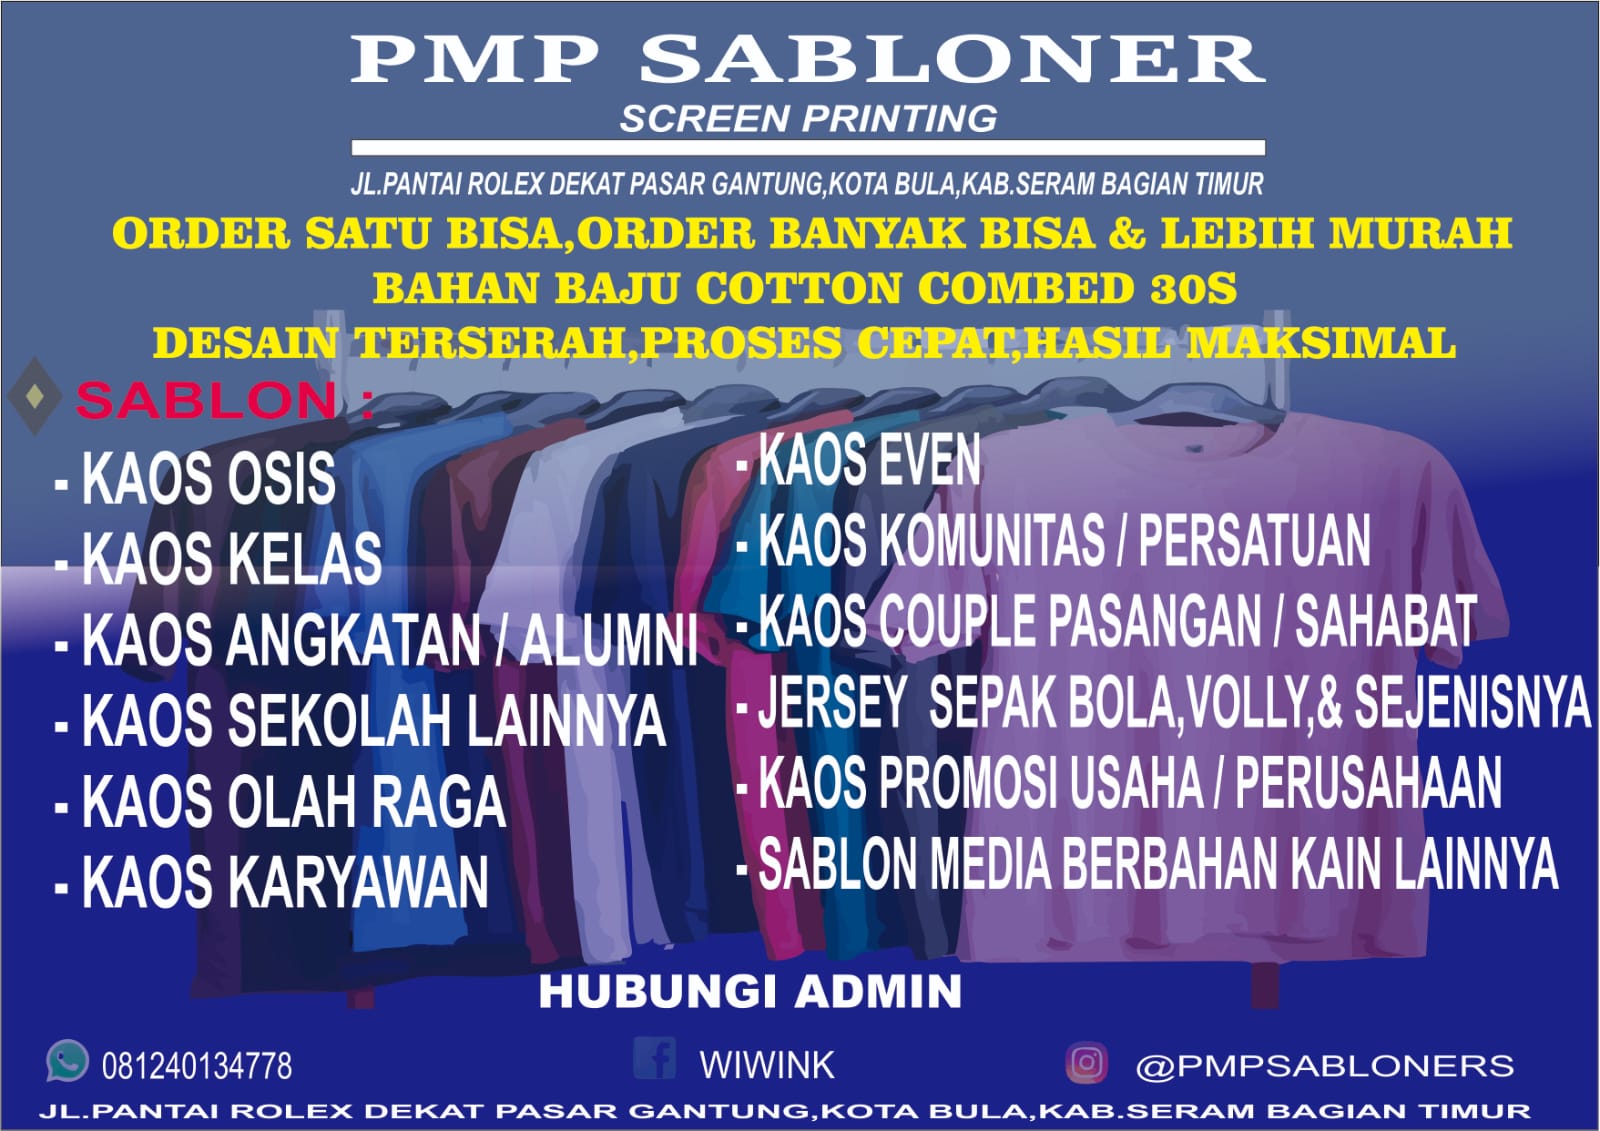 PMP SABLONER
SCREEN PRINTING
JL.PANTAI ROLEX DEKAT PASAR GANTUNG,KOTA BULA,KAB.SERAM BAGIAN TIMUR
ORDER SATU BISA,ORDER BANYAK BISA & LEBIH MURAH
BAHAN BAJU COTTON COMBED 30S
DESAIN TERSERAH,PROSES CEPAT,HASIL MAKSIMAL
SABLON :
- KAOS OSIS
- KAOS KELAS
- KAOS ANGKATAN / ALUMNI
- KAOS SEKOLAH LAINNYA
- KAOS OLAH RAGA
- KAOS KARYAWAN
- KAOS EVEN
- KAOS KOMUNITAS / PERSATUAN
- KAOS COUPLE PASANGAN / SAHABAT
- JERSEY SEPAK BOLA,VOLLY,& SEJENISNYA
- KAOS PROMOSI USAHA / PERUSAHAAN
- SABLON MEDIA BERBAHAN KAIN LAINNYA
HUBUNGI ADMIN
081240134778
WIWINK
@PMPSABLONERS
JL.PANTAI ROLEX DEKAT PASAR GANTUNG,KOTA BULA,KAB.SERAM BAGIAN TIMUR